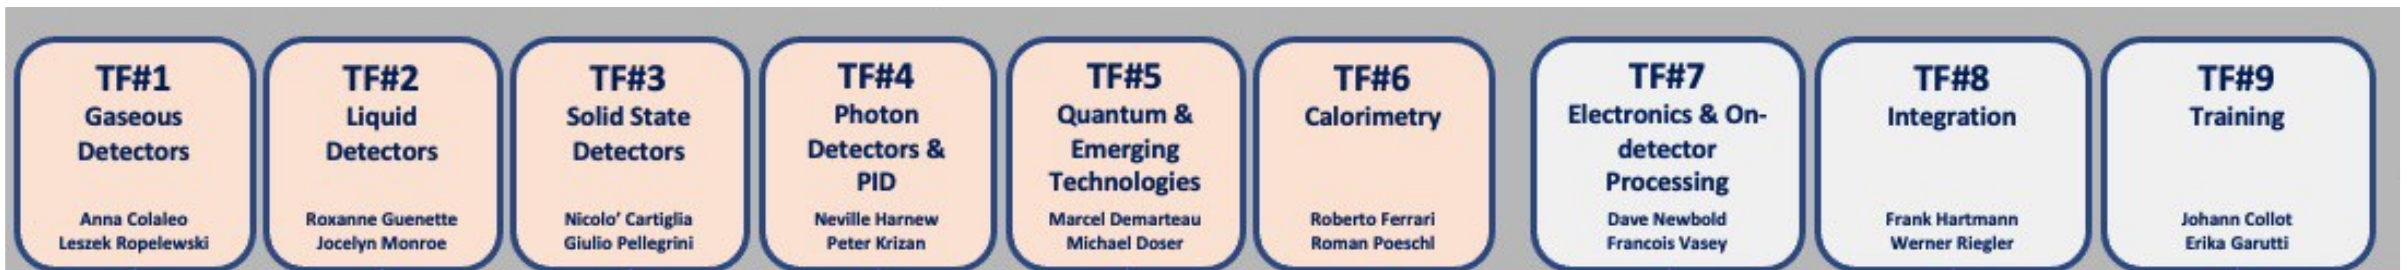 TF#1
Gaseous
Detectors
Anna Colaleo
Leszek Ropelewski
TF#2
Liquid
Detectors
Roxanne Guenette
Jocelyn Monroe
TF#3
Solid State
Detectors
Nicolo' Cartiglia
Giulio Pellegrini
TF#4
Photon
Detectors &
PID
Neville Harnew
Peter Krizan
TF#5
Quantum &
Emerging
Technologies
Marcel Demarteau
Michael Doser
TF#6
Calorimetry
Roberto Ferrari
Roman Poeschl
TF#7
Electronics & On-
detector
Processing
Dave Newbold
Francois Vasey
TF#8
Integration
Frank Hartmann
Werner Riegler
TF#9
Training
Johann Collot
Erika Garutti